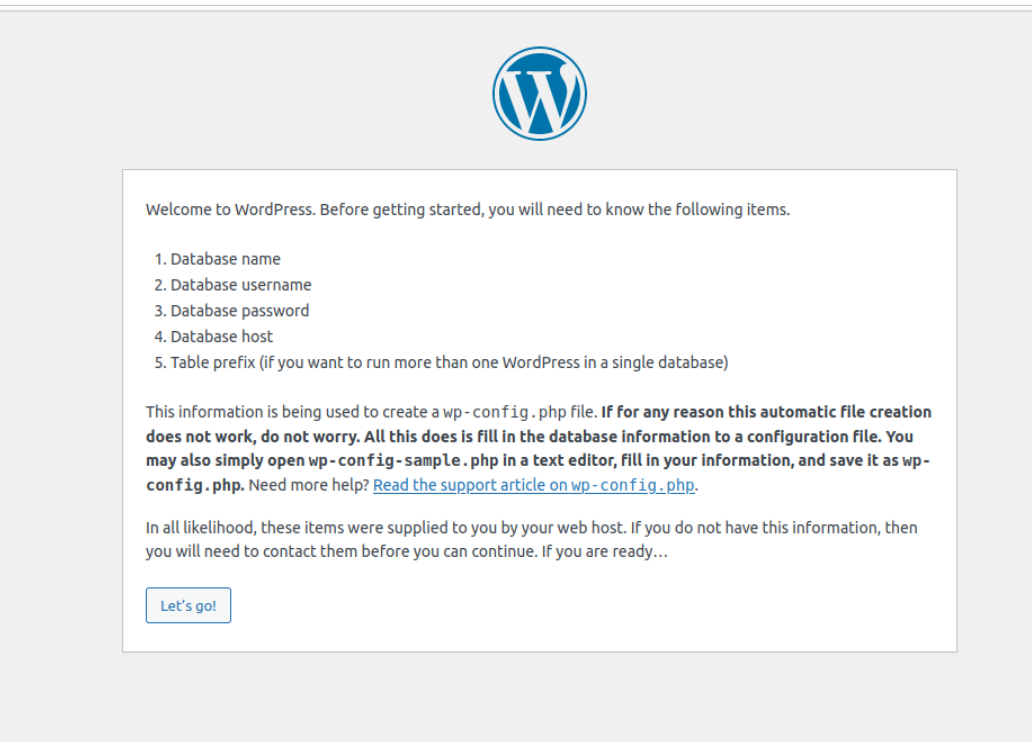 Welcome to WordPress. Before getting started, you will need to know the following items.
1. Database name
2. Database username
3. Database password
4. Database host
5. Table prefix (if you want to run more than one WordPress in a single database)
This information is being used to create a wp-config.php file. If for any reason this automatic file creation
does not work, do not worry. All this does is fill in the database information to a configuration file. You
may also simply open wp-config-sample.php in a text editor, fill in your information, and save it as wp-
config.php. Need more help? Read the support article on wp-config.php.
In all likelihood, these items were supplied to you by your web host. If you do not have this information, then
you will need to contact them before you can continue. If you are ready…
Let’s go!